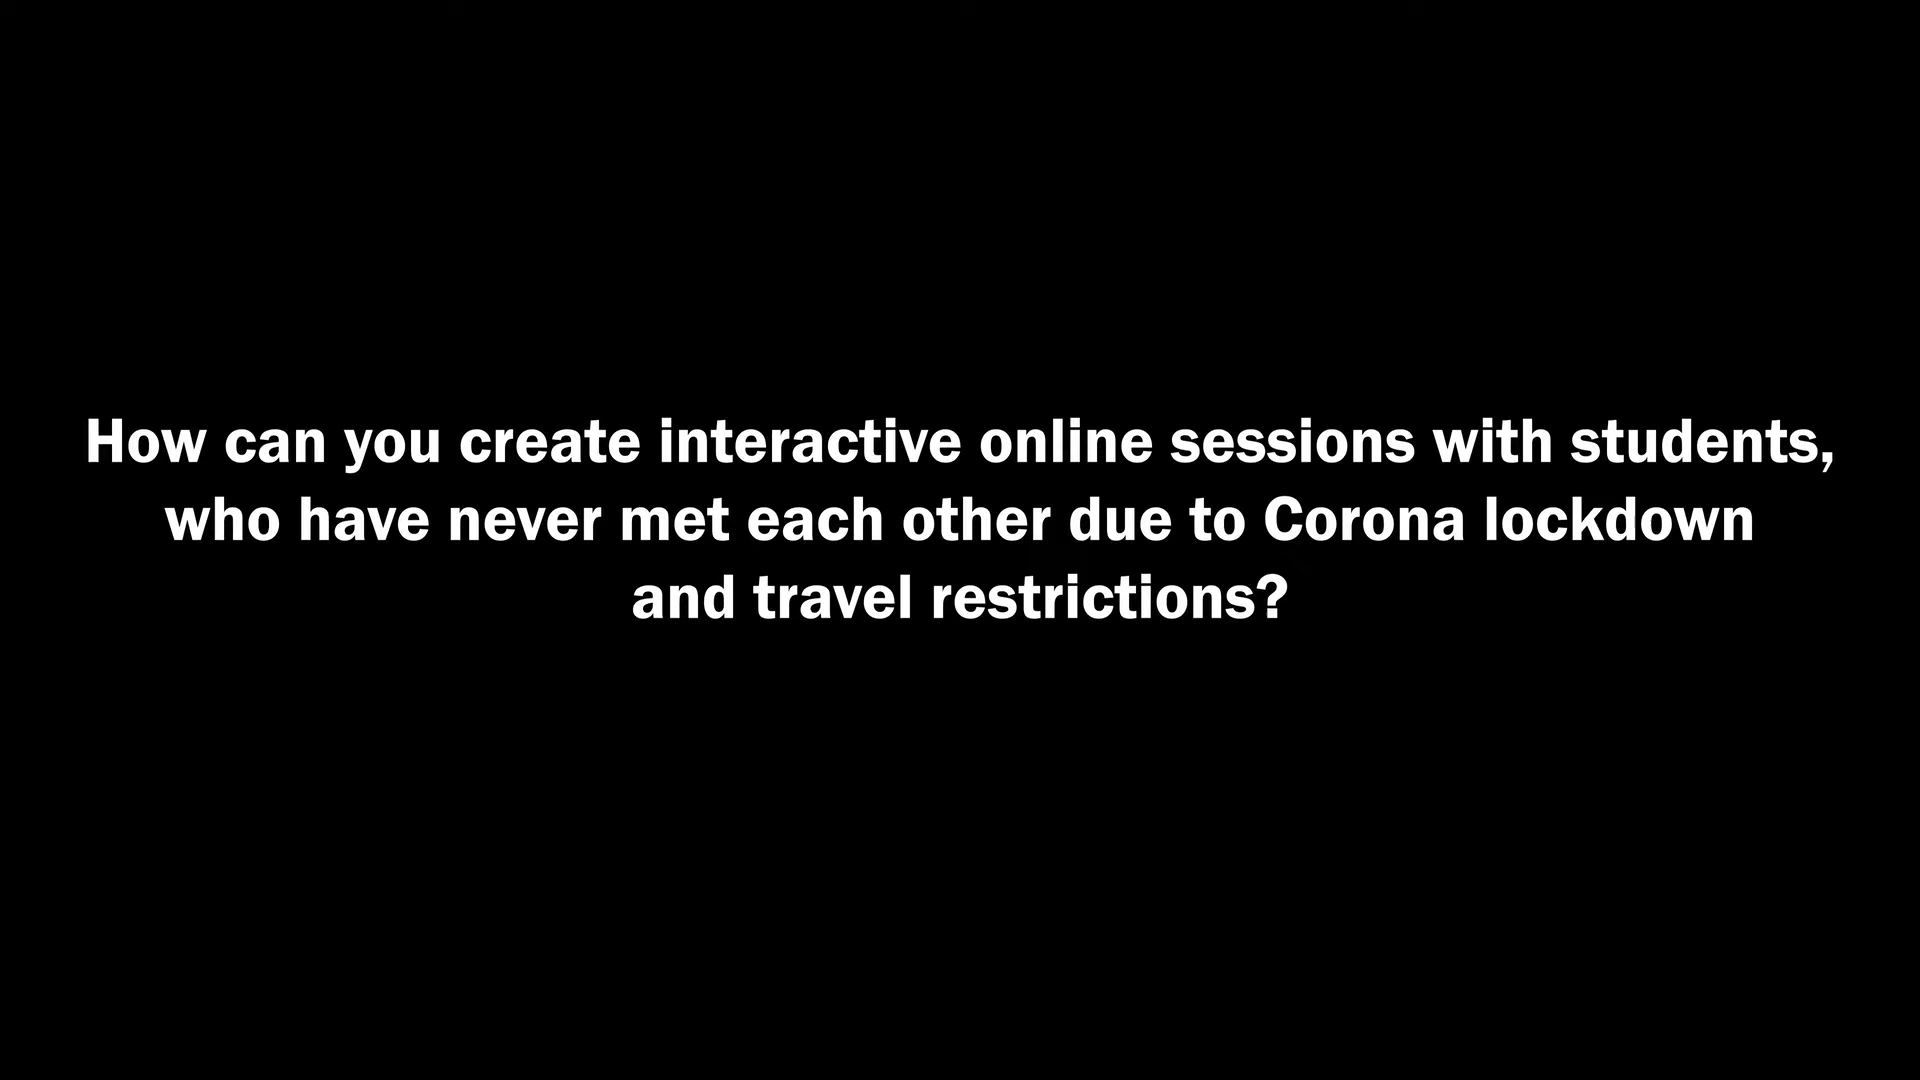 How can you create interactive online sessions with students,
who have never met each other due to Corona lockdown
and travel restrictions?